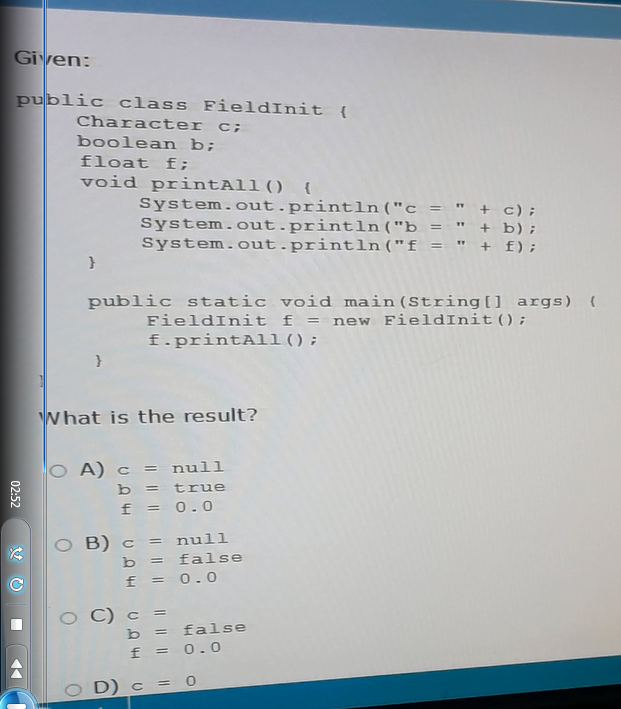 Given:
public class FieldInit {
Character c;
boolean b;
float f;
void printAll() {
System.out.println("c = " + c);
System.out.println("b = " + b);
System.out.println("f = " + f);
}
public static void main(String[] args) {
FieldInit f = new FieldInit();
f.printAll();
}
}
What is the result?
A) c = null
b = true
f = 0.0
B) c = null
b = false
f = 0.0
C) c =
b = false
f = 0.0
D) c = 0
02:52